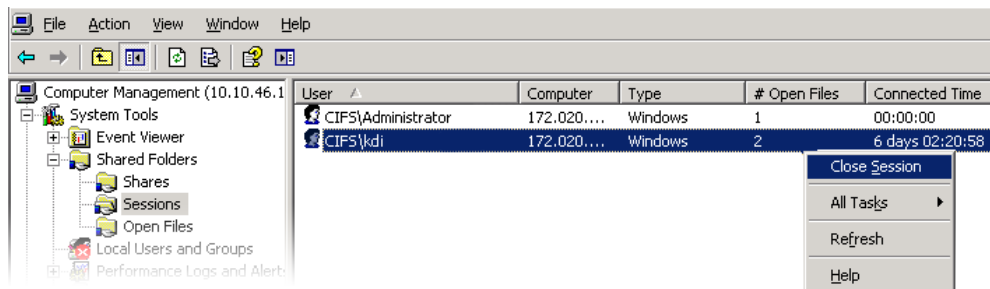 File Action View Window Help
Computer Management (10.10.46.1
System Tools
Event Viewer
Shared Folders
Shares
Sessions
Open Files
Local Users and Groups
Performance Logs and Alerts
User Computer Type # Open Files Connected Time
CIFS\Administrator 172.020.... Windows 1 00:00:00
CIFS\kdi 172.020.... Windows 2 6 days 02:20:58
Close Session
All Tasks
Refresh
Help